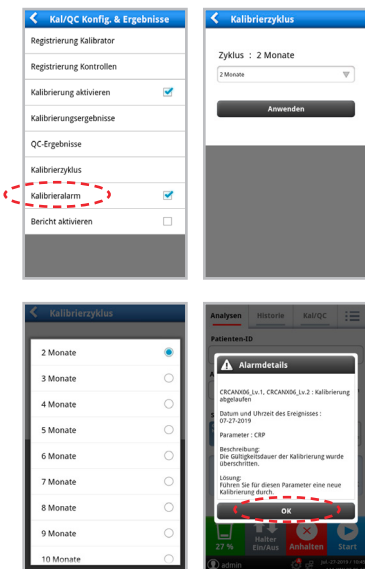 Kal/QC Konfig. & Ergebnisse
Registrierung Kalibrator
Registrierung Kontrollen
Kalibrierung aktivieren
Kalibrierungsergebnisse
QC-Ergebnisse
Kalibrierzyklus
Kalibrieralarm
Bericht aktivieren
Kalibrierzyklus
Zyklus : 2 Monate
2 Monate
Anwenden
Kalibrierzyklus
2 Monate
3 Monate
4 Monate
5 Monate
6 Monate
7 Monate
8 Monate
9 Monate
10 Monate
Analysen Historie Kal/QC
Patienten-ID
Alarmdetails
CRCANX06_Lv.1, CRCANX06_Lv.2 : Kalibrierung
abgelaufen
Datum und Uhrzeit des Ereignisses :
07-27-2019
Parameter : CRP
Beschreibung:
Die Gültigkeitsdauer der Kalibrierung wurde
überschritten.
Lösung:
Führen Sie für diesen Parameter eine neue
Kalibrierung durch.
OK
27 %
Halter
Ein/Aus
Anhalten
Start
admin